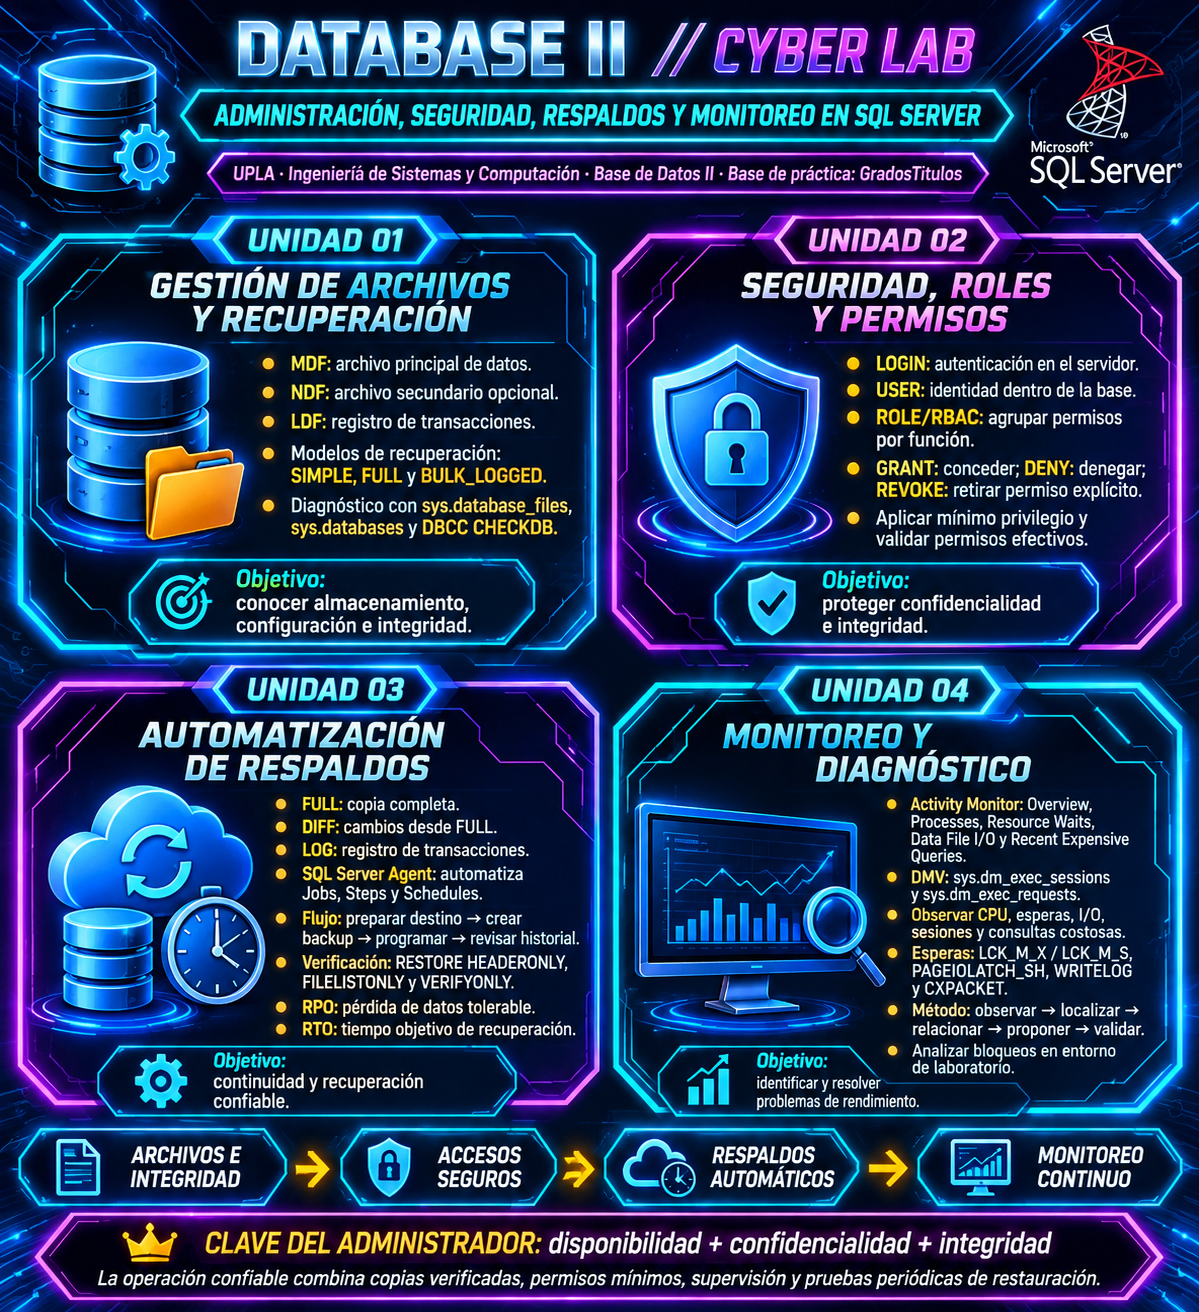 DATABASE II // CYBER LAB
ADMINISTRACIÓN, SEGURIDAD, RESPALDOS Y MONITOREO EN SQL SERVER
UPLA · Ingeniería de Sistemas y Computación · Base de Datos II · Base de práctica: GradosTitulos
Microsoft®
SQL Server®
UNIDAD 01
GESTIÓN DE ARCHIVOS
Y RECUPERACIÓN
• MDF: archivo principal de datos.
• NDF: archivo secundario opcional.
• LDF: registro de transacciones.
• Modelos de recuperación:
SIMPLE, FULL y BULK_LOGGED.
• Diagnóstico con sys.database_files,
sys.databases y DBCC CHECKDB.
Objetivo:
conocer almacenamiento,
configuración e integridad.
UNIDAD 02
SEGURIDAD, ROLES
Y PERMISOS
• LOGIN: autenticación en el servidor.
• USER: identidad dentro de la base.
• ROLE/RBAC: agrupar permisos
por función.
• GRANT: conceder; DENY: denegar;
REVOKE: retirar permiso explícito.
• Aplicar mínimo privilegio y
validar permisos efectivos.
Objetivo:
proteger confidencialidad
e integridad.
UNIDAD 03
AUTOMATIZACIÓN
DE RESPALDOS
• FULL: copia completa.
• DIFF: cambios desde FULL.
• LOG: registro de transacciones.
• SQL Server Agent: automatiza
Jobs, Steps y Schedules.
• Flujo: preparar destino → crear
backup → programar → revisar historial.
• Verificación: RESTORE HEADERONLY,
FILELISTONLY y VERIFYONLY.
• RPO: pérdida de datos tolerable.
• RTO: tiempo objetivo de recuperación.
Objetivo:
continuidad y recuperación
confiable.
UNIDAD 04
MONITOREO Y
DIAGNÓSTICO
• Activity Monitor: Overview,
Processes, Resource Waits,
Data File I/O y Recent Expensive
Queries.
• DMV: sys.dm_exec_sessions
y sys.dm_exec_requests.
• Observar CPU, esperas, I/O,
sesiones y consultas costosas.
• Esperas: LCK_M_X / LCK_M_S,
PAGEIOLATCH_SH, WRITELOG
y CXPACKET.
• Método: observar → localizar →
relacionar → proponer → validar.
• Analizar bloqueos en entorno
de laboratorio.
Objetivo:
identificar y resolver
problemas de rendimiento.
ARCHIVOS E
INTEGRIDAD
ACCESOS
SEGUROS
RESPALDOS
AUTOMÁTICOS
MONITOREO
CONTINUO
CLAVE DEL ADMINISTRADOR: disponibilidad + confidencialidad + integridad
La operación confiable combina copias verificadas, permisos mínimos, supervisión y pruebas periódicas de restauración.